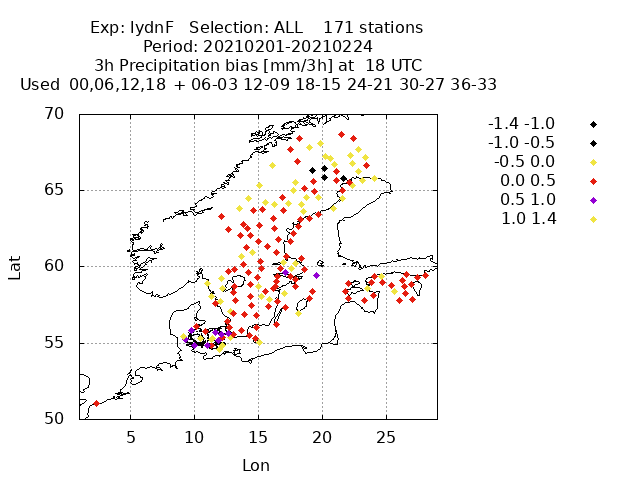 Exp: lydnF   Selection: ALL    171 stations
Period: 20210201-20210224
3h Precipitation bias [mm/3h] at  18 UTC
Used  00,06,12,18  + 06-03 12-09 18-15 24-21 30-27 36-33
70
65
60
55
50
Lat
5 10 15 20 25
Lon
-1.4 -1.0
-1.0 -0.5
-0.5 0.0
0.0 0.5
0.5 1.0
1.0 1.4